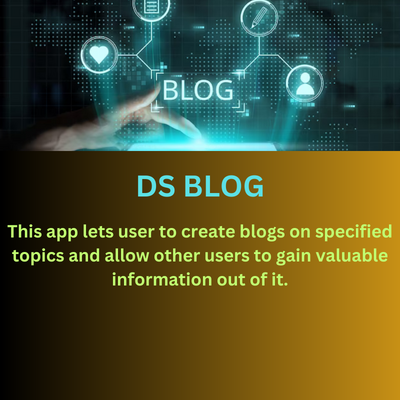 BLOG
DS BLOG
This app lets user to create blogs on specified
topics and allow other users to gain valuable
information out of it.